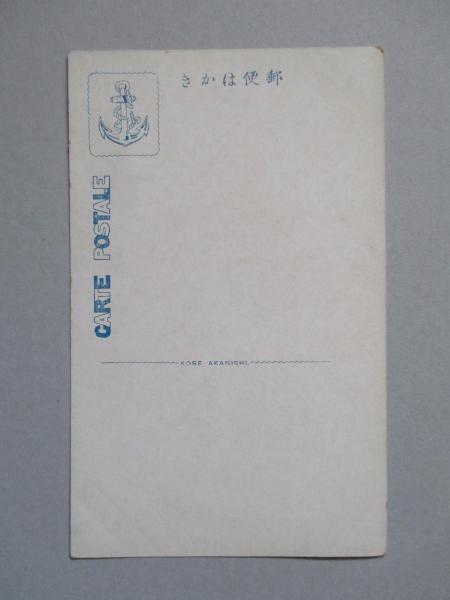 郵便はかき
CARTE POSTALE
KOBE AKANISHI.